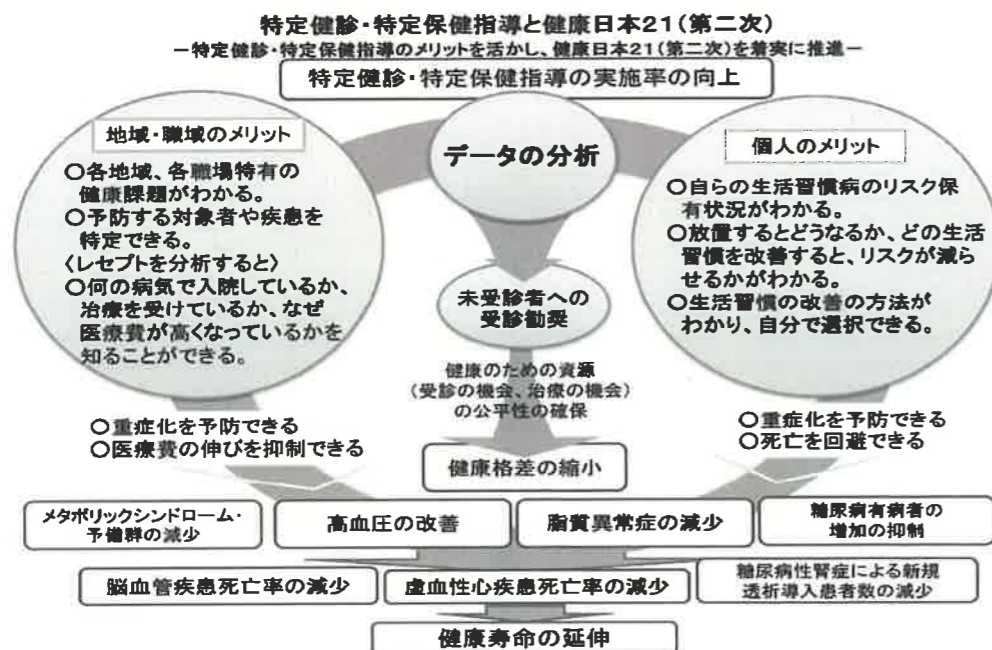 特定健診・特定保健指導と健康日本21(第二次)
－特定健診・特定保健指導のメリットを活かし、健康日本21(第二次)を着実に推進－
特定健診・特定保健指導の実施率の向上
地域・職域のメリット
○各地域、各職場特有の
健康課題がわかる。
○予防する対象者や疾患を
特定できる。
〈レセプトを分析すると〉
○何の病気で入院しているか、
治療を受けているか、なぜ
医療費が高くなっているかを
知ることができる。
データの分析
個人のメリット
○自らの生活習慣病のリスク保
有状況がわかる。
○放置するとどうなるか、どの生活
習慣を改善すると、リスクが減ら
せるかがわかる。
○生活習慣の改善の方法が
わかり、自分で選択できる。
未受診者への
受診勧奨
健康のための資源
(受診の機会、治療の機会)
の公平性の確保
○重症化を予防できる
○医療費の伸びを抑制できる
○重症化を予防できる
○死亡を回避できる
健康格差の縮小
メタボリックシンドローム・
予備群の減少
高血圧の改善
脂質異常症の減少
糖尿病有病者の
増加の抑制
脳血管疾患死亡率の減少
虚血性心疾患死亡率の減少
糖尿病性腎症による新規
透析導入患者数の減少
健康寿命の延伸